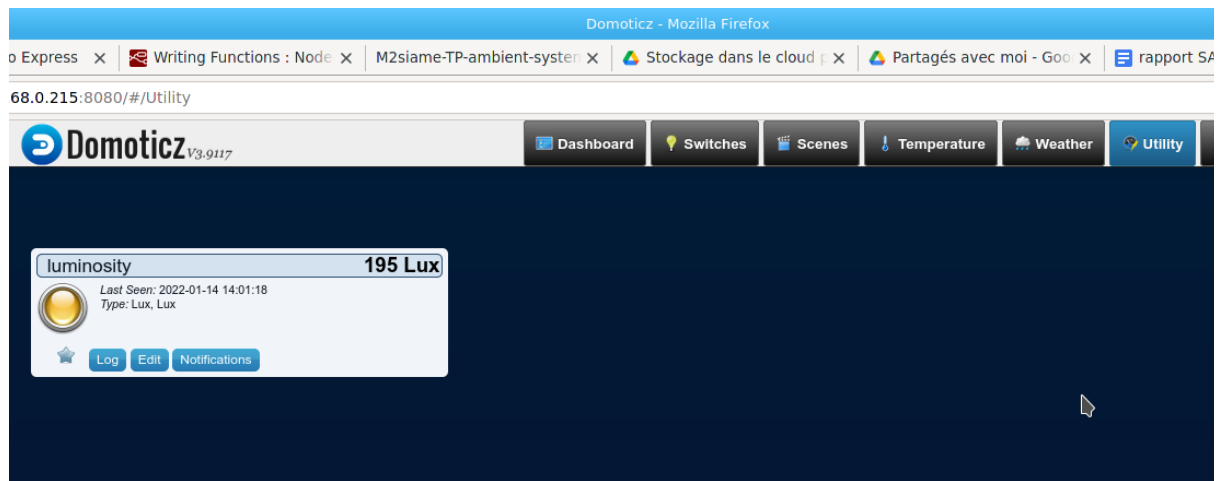 Domoticz - Mozilla Firefox
o Express Writing Functions : Node M2siame-TP-ambient-system Stockage dans le cloud p Partagés avec moi - Goo rapport SA
68.0.215:8080/#/Utility
Domoticz V3.9117 Dashboard Switches Scenes Temperature Weather Utility
luminosity 195 Lux
Last Seen: 2022-01-14 14:01:18
Type: Lux, Lux
Log Edit Notifications